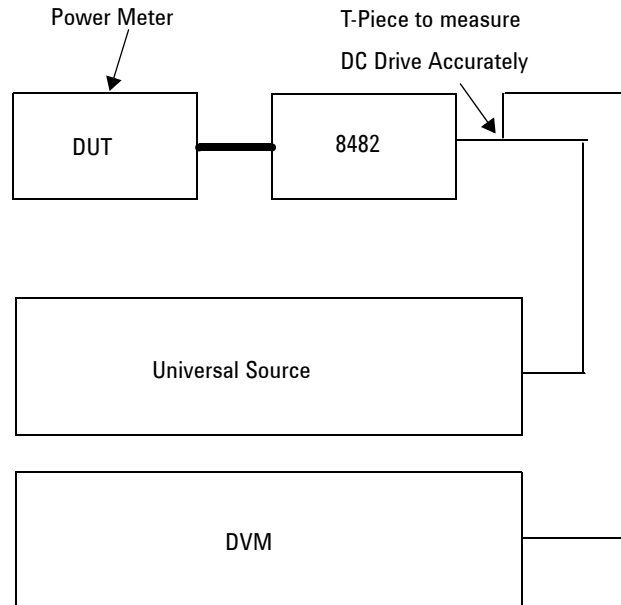 Power Meter
T-Piece to measure
DC Drive Accurately
DUT
8482
Universal Source
DVM